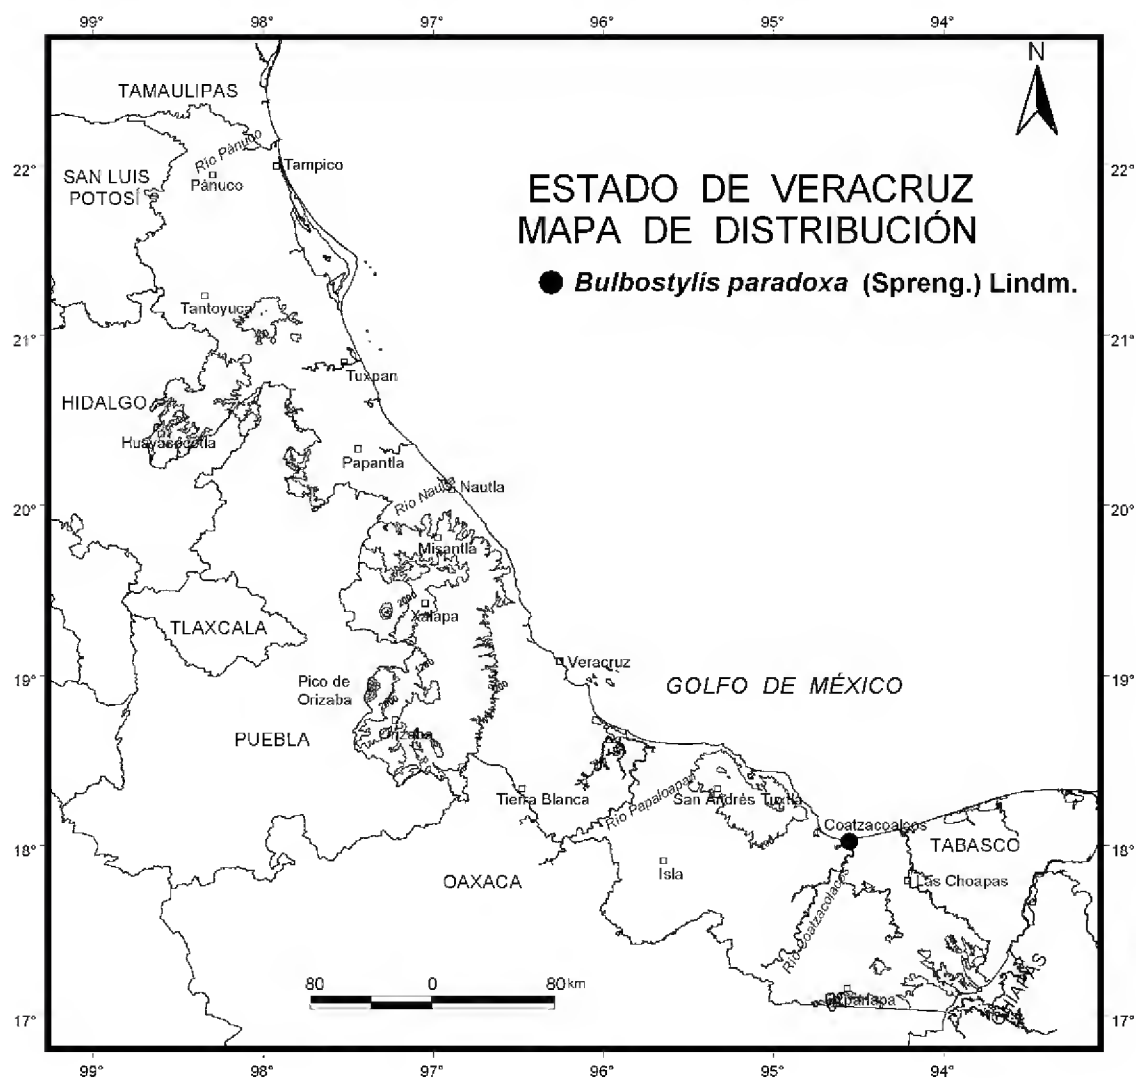 99° 98° 97° 96° 95° 94°
N
TAMAULIPAS
Río Pánuco
22° Tampico 22°
SAN LUIS
POTOSÍ
Pánuco
ESTADO DE VERACRUZ
MAPA DE DISTRIBUCIÓN
Bulbostylis paradoxa (Spreng.) Lindm.
Tantoyuca
21° 21°
Tuxpan
HIDALGO
Huayacocotla
Papantla
Río Nautla
Nautla
20° 20°
Misantla
2000
Xalapa
TLAXCALA
Veracruz
19° 19°
Pico de
Orizaba
GOLFO DE MÉXICO
Orizaba
PUEBLA
Tierra Blanca
Río Papaloapan
San Andrés Tuxtla
Coatzacoalcos
18° 18°
TABASCO
Isla
OAXACA
Las Choapas
Río Coatzacolacos
CHIAPAS
80 0 80 km
17° 17°
99° 98° 97° 96° 95° 94°